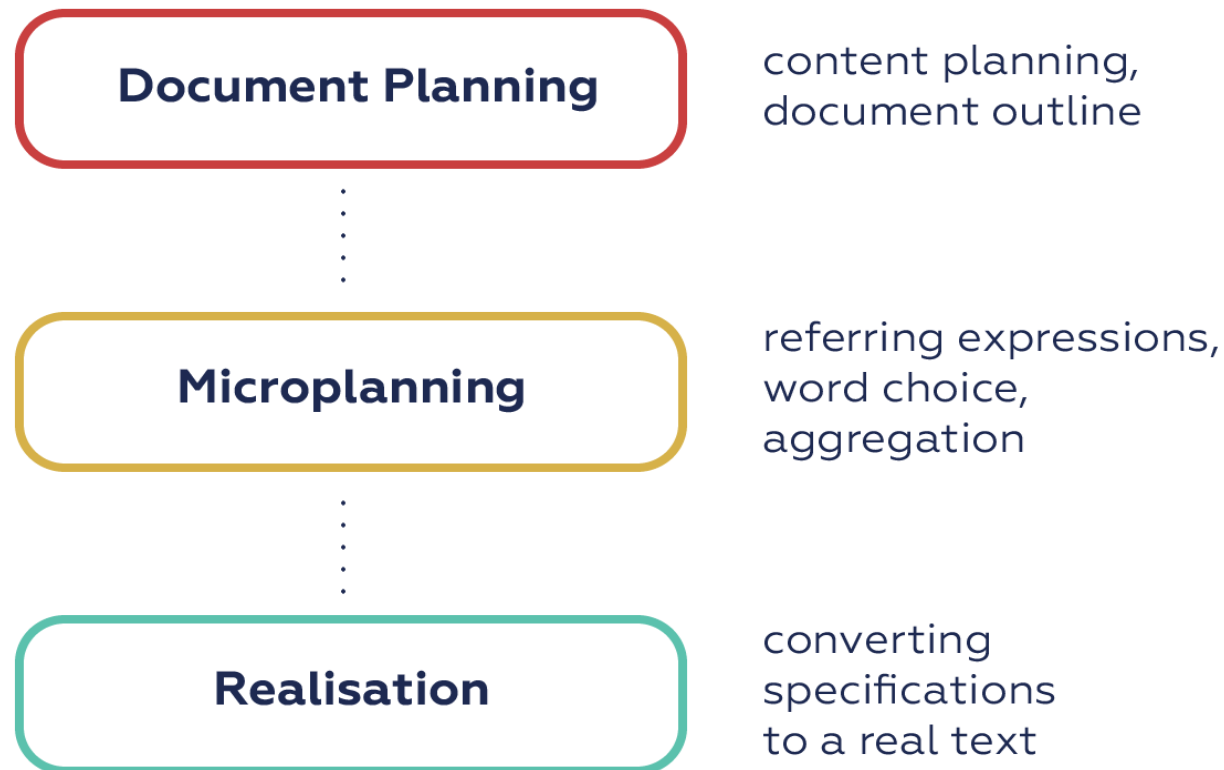 Document Planning
content planning,
document outline
Microplanning
referring expressions,
word choice,
aggregation
Realisation
converting
specifications
to a real text